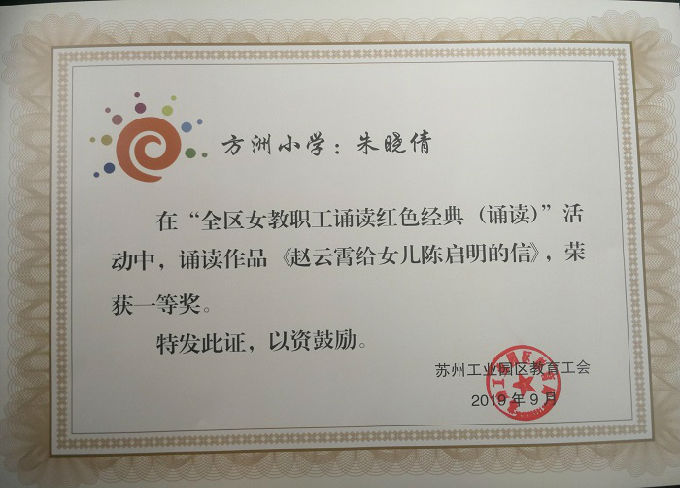 方洲小学：朱晓倩
在“全区女教职工诵读红色经典（诵读）”活
动中，诵读作品《赵云霄给女儿陈启明的信》，荣
获一等奖。
特发此证，以资鼓励。
苏州工业园区教育工会
2019年9月